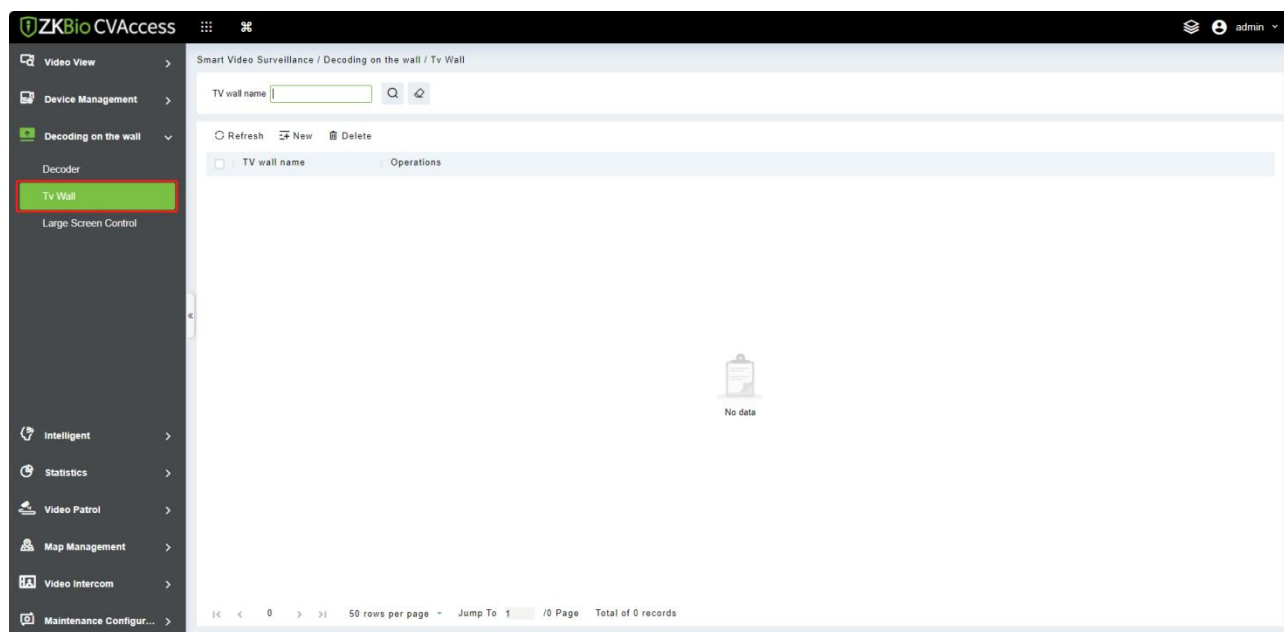 ZKBio CVAccess
admin
Video View
Device Management
Decoding on the wall
Decoder
Tv Wall
Large Screen Control
Intelligent
Statistics
Video Patrol
Map Management
Video Intercom
Maintenance Configur...
Smart Video Surveillance / Decoding on the wall / Tv Wall
TV wall name
Refresh New Delete
TV wall name Operations
No data
0 50 rows per page Jump To 1 /0 Page Total of 0 records